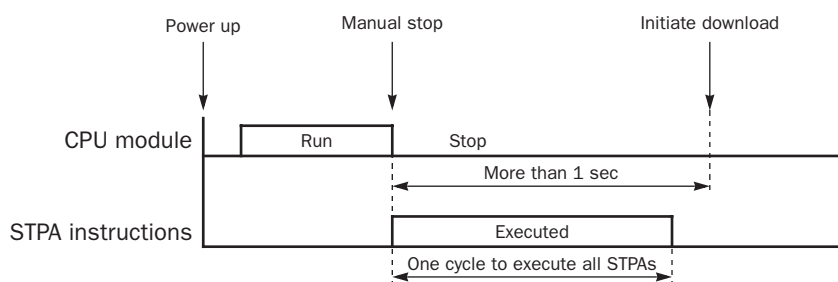 Power up
Manual stop
Initiate download
CPU module
Run
Stop
More than 1 sec
STPA instructions
Executed
One cycle to execute all STPAs